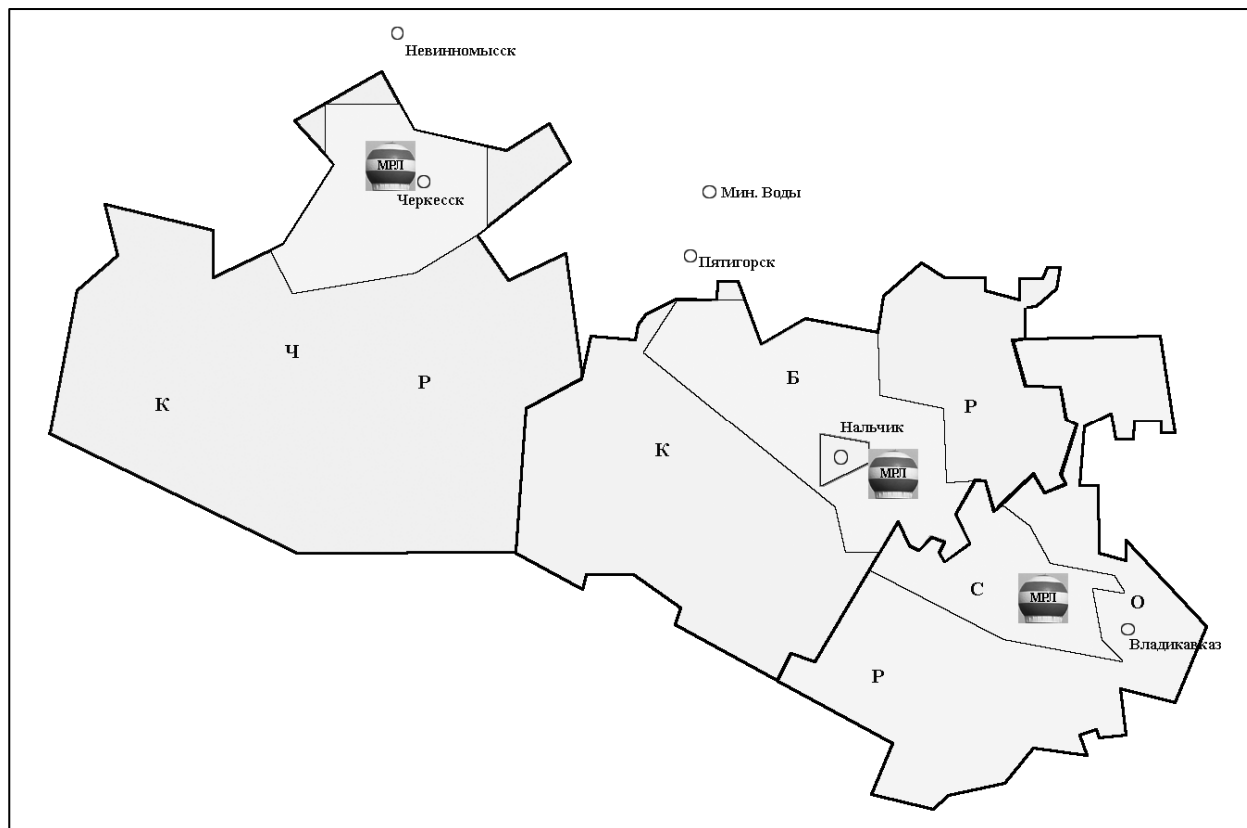 Невинномысск
МРЛ
Черкесск
Мин. Воды
Пятигорск
Ч
Б
Р
К
Р
Нальчик
К
МРЛ
С
МРЛ
О
Владикавказ
Р